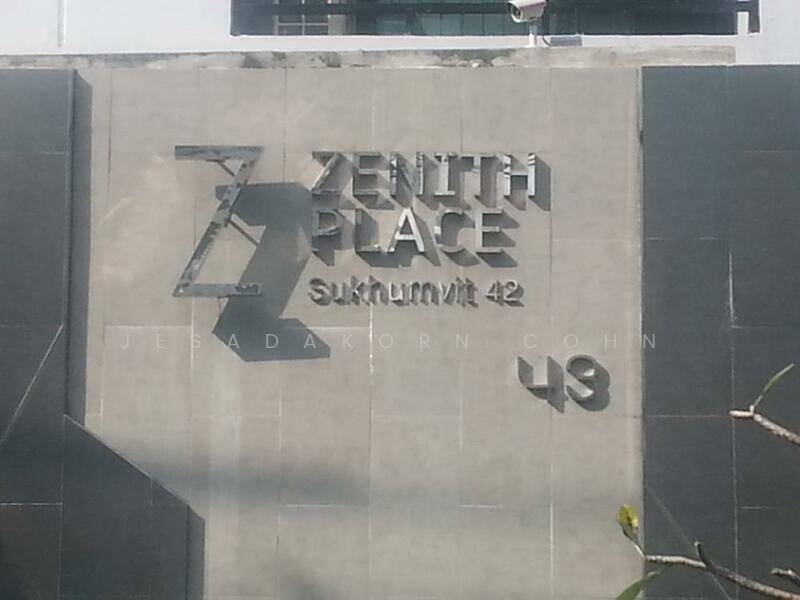 ZENITH
PLACE
Sukhumvit 42
JESADAKORN COHN
43